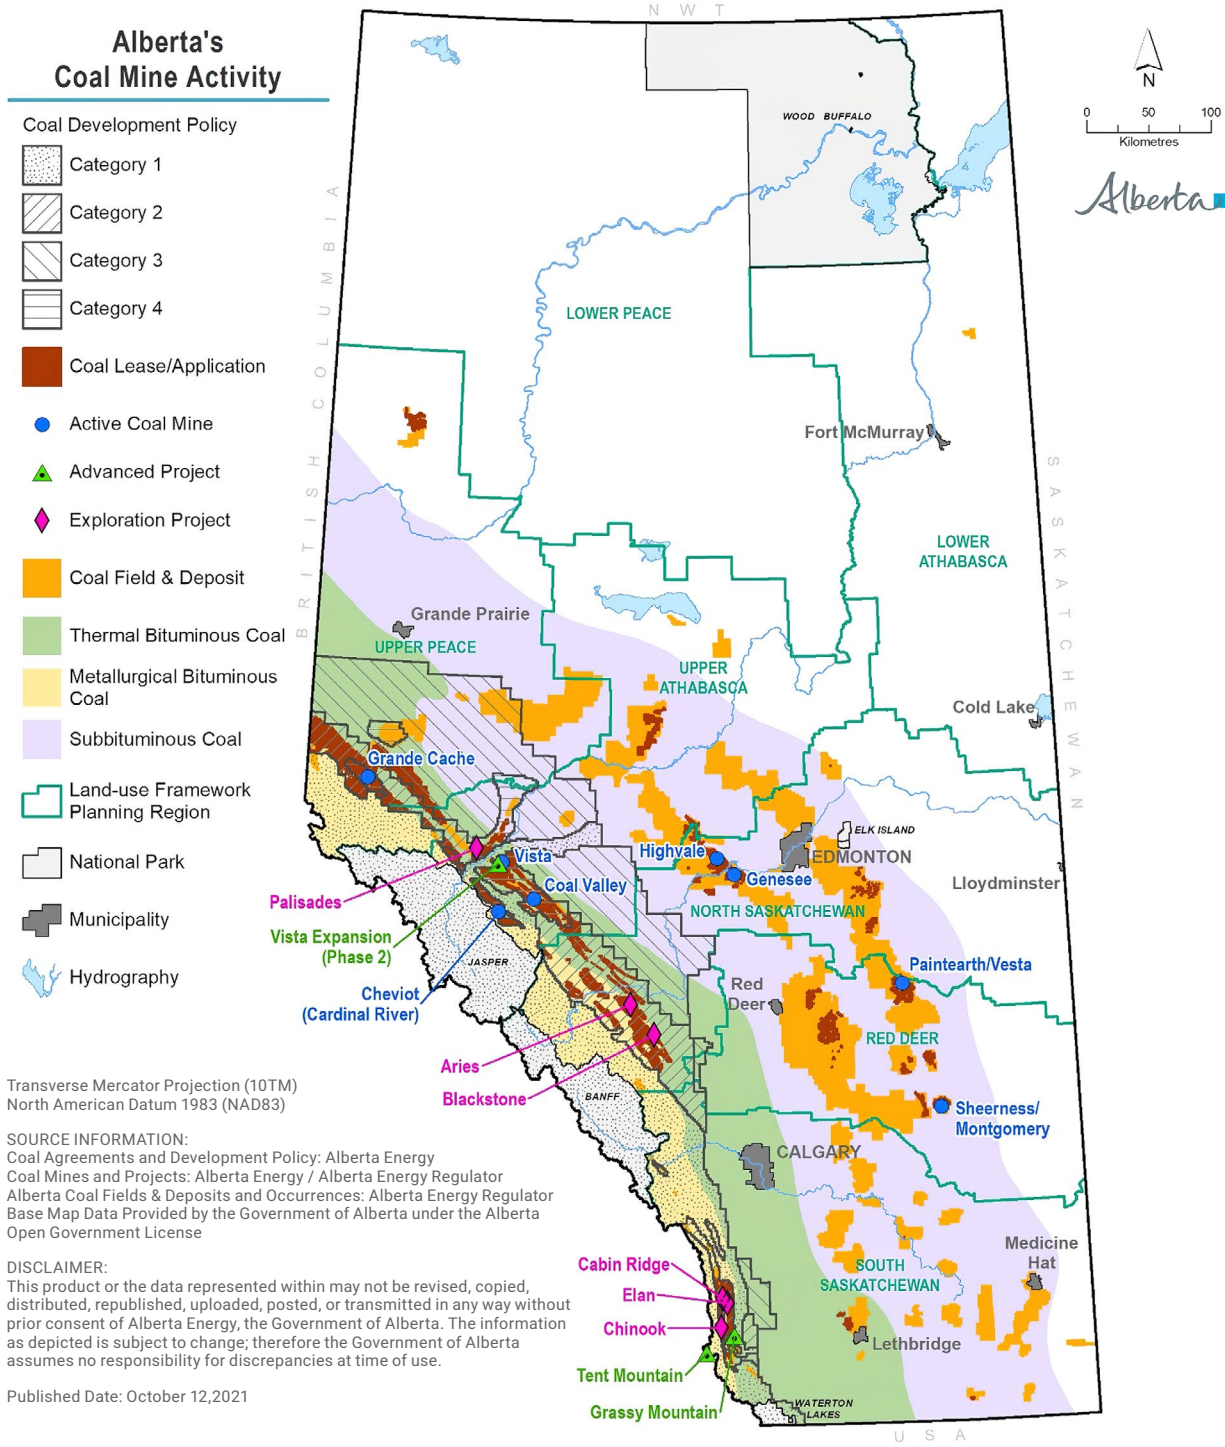 Alberta's
Coal Mine Activity
Coal Development Policy
Category 1
Category 2
Category 3
Category 4
Coal Lease/Application
Active Coal Mine
Advanced Project
Exploration Project
Coal Field & Deposit
Thermal Bituminous Coal
Metallurgical Bituminous
Coal
Subbituminous Coal
Land-use Framework
Planning Region
National Park
Municipality
Hydrography
Transverse Mercator Projection (10TM)
North American Datum 1983 (NAD83)
SOURCE INFORMATION:
Coal Agreements and Development Policy: Alberta Energy
Coal Mines and Projects: Alberta Energy / Alberta Energy Regulator
Alberta Coal Fields & Deposits and Occurrences: Alberta Energy Regulator
Base Map Data Provided by the Government of Alberta under the Alberta
Open Government License
DISCLAIMER:
This product or the data represented within may not be revised, copied,
distributed, republished, uploaded, posted, or transmitted in any way without
prior consent of Alberta Energy, the Government of Alberta. The information
as depicted is subject to change; therefore the Government of Alberta
assumes no responsibility for discrepancies at time of use.
Published Date: October 12,2021
NWT
BRITISH COLUMBIA
SASKATCHEWAN
USA
N
0 50 100
Kilometres
Alberta
WOOD BUFFALO
LOWER PEACE
Fort McMurray
LOWER
ATHABASCA
Grande Prairie
UPPER PEACE
UPPER
ATHABASCA
Cold Lake
Grande Cache
ELK ISLAND
EDMONTON
Highvale
Genesee
Lloydminster
Vista
Coal Valley
Palisades
NORTH SASKATCHEWAN
Vista Expansion
(Phase 2)
JASPER
Paintearth/Vesta
Cheviot
(Cardinal River)
Red
Deer
RED DEER
Aries
Blackstone
BANFF
Sheerness/
Montgomery
CALGARY
Cabin Ridge
Elan
Chinook
SOUTH
SASKATCHEWAN
Medicine
Hat
Lethbridge
Tent Mountain
Grassy Mountain
WATERTON
LAKES